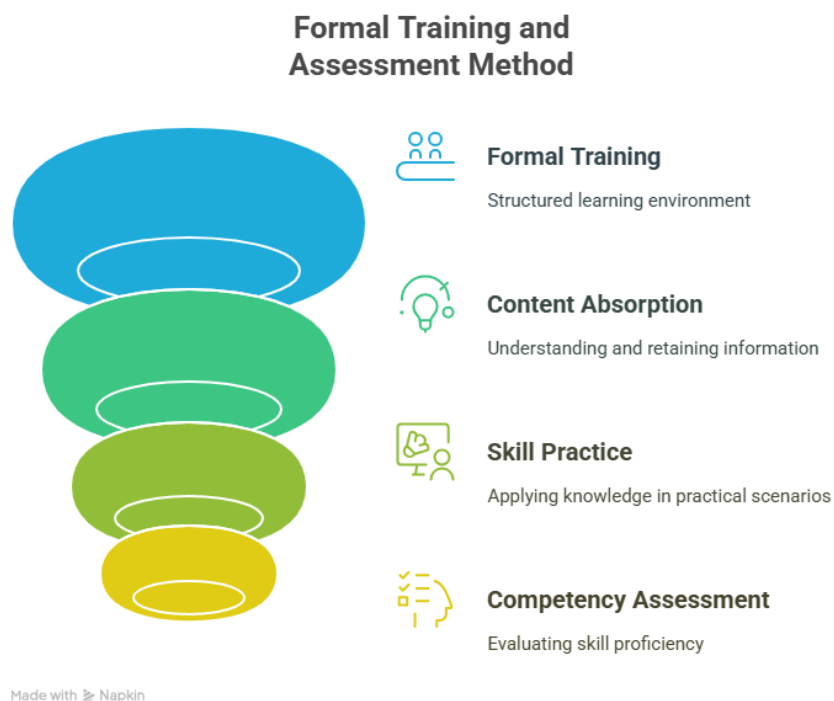 Formal Training and
Assessment Method
Formal Training
Structured learning environment
Content Absorption
Understanding and retaining information
Skill Practice
Applying knowledge in practical scenarios
Competency Assessment
Evaluating skill proficiency
Made with Napkin